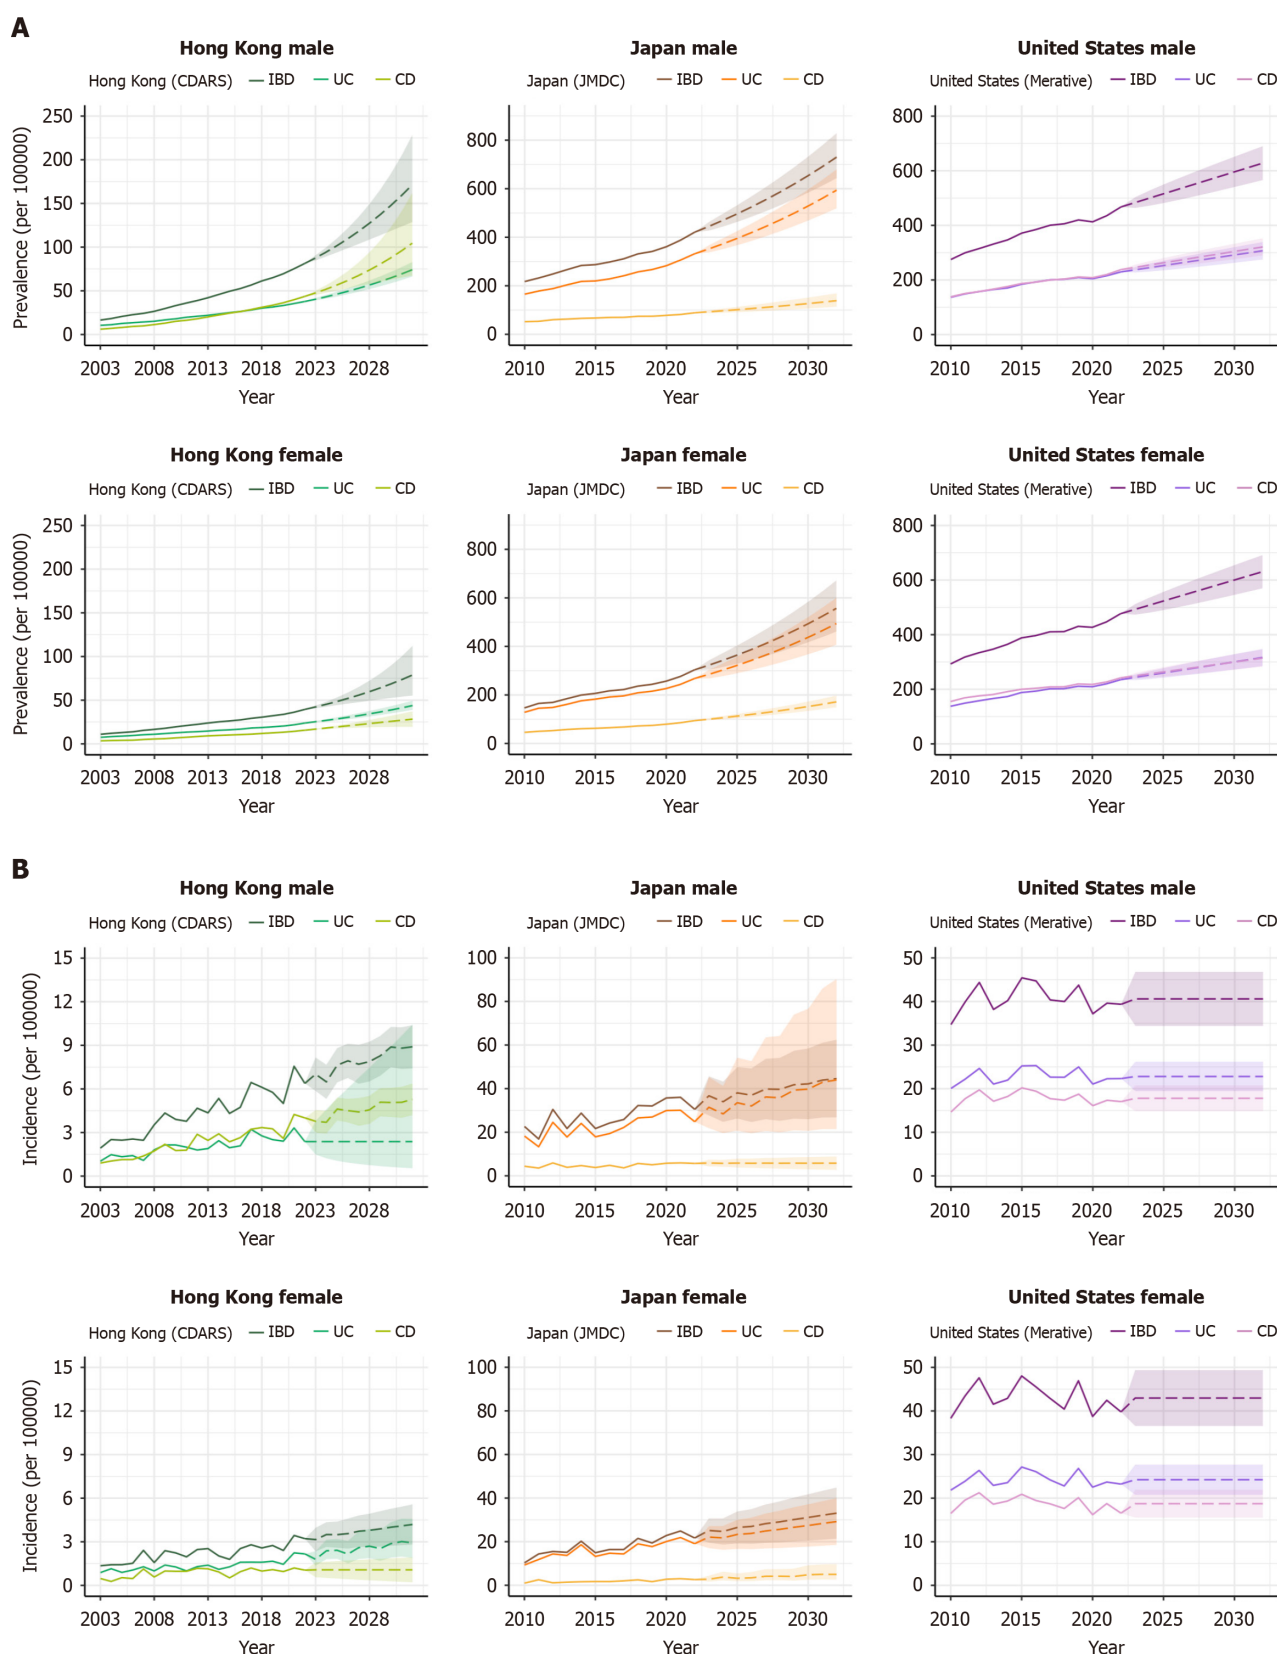 A
Hong Kong male
Hong Kong (CDARS) IBD UC CD
Prevalence (per 100000)
250
200
150
100
50
0
2003 2008 2013 2018 2023 2028
Year
Japan male
Japan (JMDC) IBD UC CD
800
600
400
200
0
2010 2015 2020 2025 2030
Year
United States male
United States (Merative) IBD UC CD
800
600
400
200
0
2010 2015 2020 2025 2030
Year
Hong Kong female
Hong Kong (CDARS) IBD UC CD
Prevalence (per 100000)
250
200
150
100
50
0
2003 2008 2013 2018 2023 2028
Year
Japan female
Japan (JMDC) IBD UC CD
800
600
400
200
0
2010 2015 2020 2025 2030
Year
United States female
United States (Merative) IBD UC CD
800
600
400
200
0
2010 2015 2020 2025 2030
Year
B
Hong Kong male
Hong Kong (CDARS) IBD UC CD
Incidence (per 100000)
15
12
9
6
3
0
2003 2008 2013 2018 2023 2028
Year
Japan male
Japan (JMDC) IBD UC CD
100
80
60
40
20
0
2010 2015 2020 2025 2030
Year
United States male
United States (Merative) IBD UC CD
50
40
30
20
10
0
2010 2015 2020 2025 2030
Year
Hong Kong female
Hong Kong (CDARS) IBD UC CD
Incidence (per 100000)
15
12
9
6
3
0
2003 2008 2013 2018 2023 2028
Year
Japan female
Japan (JMDC) IBD UC CD
100
80
60
40
20
0
2010 2015 2020 2025 2030
Year
United States female
United States (Merative) IBD UC CD
50
40
30
20
10
0
2010 2015 2020 2025 2030
Year